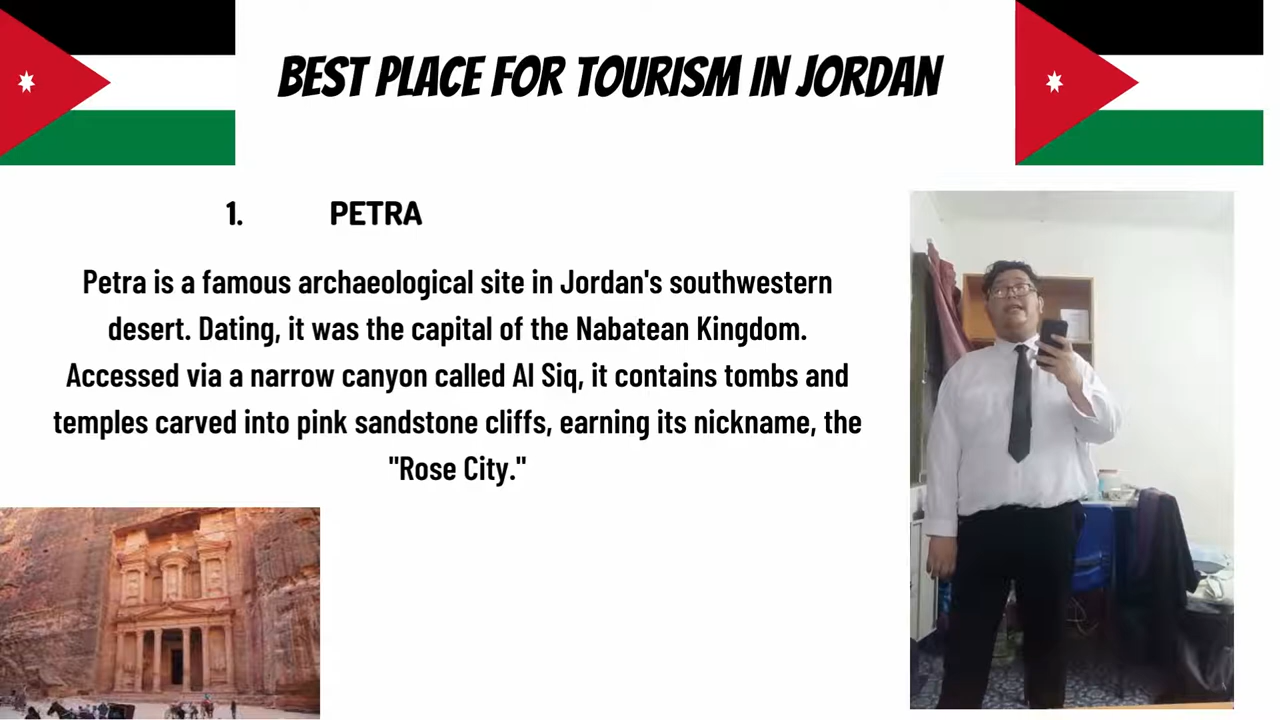 BEST PLACE FOR TOURISM IN JORDAN
1. PETRA
Petra is a famous archaeological site in Jordan's southwestern
desert. Dating, it was the capital of the Nabatean Kingdom.
Accessed via a narrow canyon called Al Siq, it contains tombs and
temples carved into pink sandstone cliffs, earning its nickname, the
"Rose City."